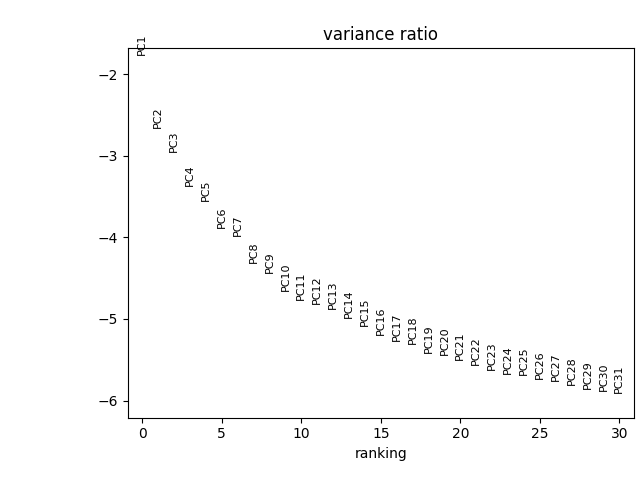 variance ratio
PC1
PC2
PC3
PC4
PC5
PC6
PC7
PC8
PC9
PC10
PC11
PC12
PC13
PC14
PC15
PC16
PC17
PC18
PC19
PC20
PC21
PC22
PC23
PC24
PC25
PC26
PC27
PC28
PC29
PC30
PC31
−2
−3
−4
−5
−6
0 5 10 15 20 25 30
ranking